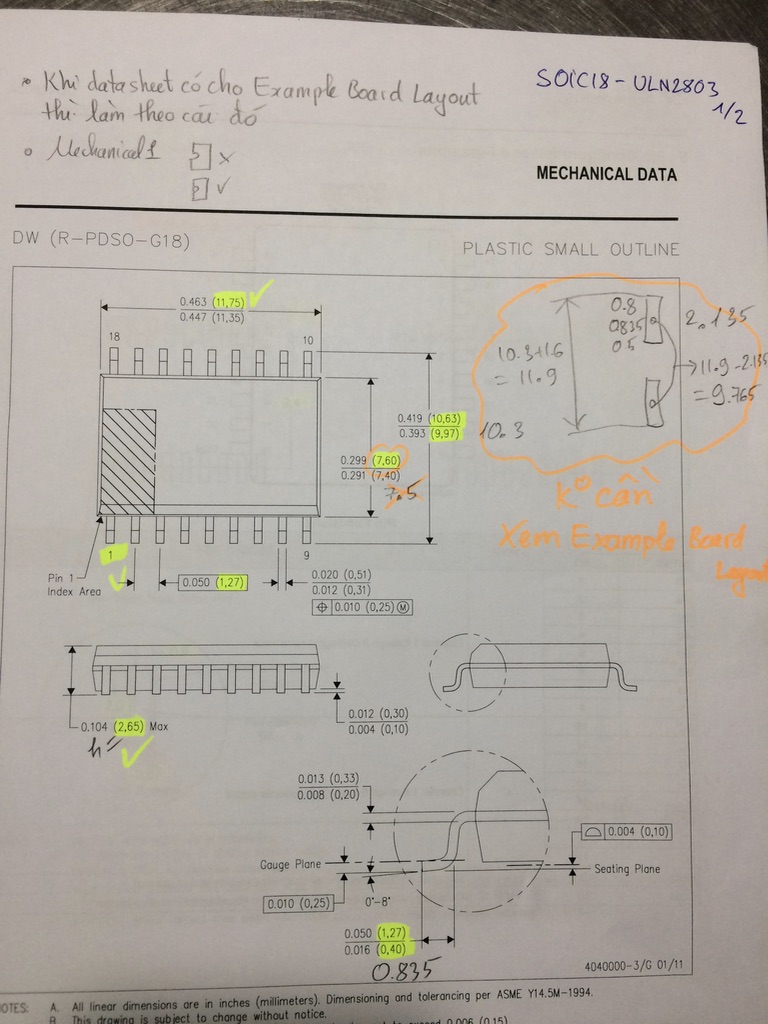 • Khi datasheet có cho Example Board Layout
thì làm theo cái đó
• Mechanical 1
SOIC18 - ULN2803
1/2
MECHANICAL DATA
DW (R-PDSO-G18)
PLASTIC SMALL OUTLINE
0.463 (11,75)
0.447 (11,35)
18
10
0.8
0.835
0.5
2.135
10.3+1.6
= 11.9
11.9-2.135
= 9.765
10.3
0.419 (10,63)
0.393 (9,97)
0.299 (7,60)
0.291 (7,40)
7.5
K° cần
Xem Example Board
Layout
1
9
Pin 1
Index Area
0.050 (1,27)
0.020 (0,51)
0.012 (0,31)
⌖ 0.010 (0,25) Ⓜ
0.104 (2,65) Max
h=
0.012 (0,30)
0.004 (0,10)
0.013 (0,33)
0.008 (0,20)
0.004 (0,10)
Gauge Plane
Seating Plane
0.010 (0,25)
0°-8°
0.050 (1,27)
0.016 (0,40)
0.835
4040000-3/G 01/11
NOTES: A. All linear dimensions are in inches (millimeters). Dimensioning and tolerancing per ASME Y14.5M-1994.
B. This drawing is subject to change without notice.
0.006 (0,15)